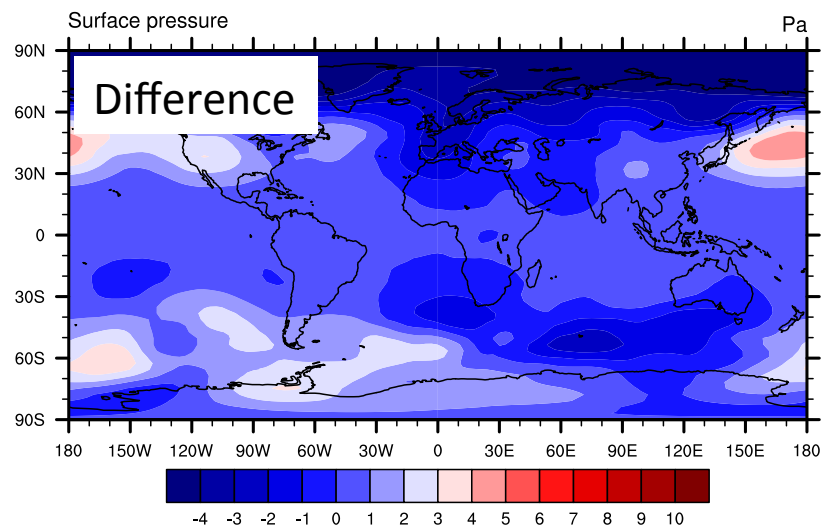 Surface pressure Pa
Difference
90N
60N
30N
0
30S
60S
90S
180 150W 120W 90W 60W 30W 0 30E 60E 90E 120E 150E 180
-4 -3 -2 -1 0 1 2 3 4 5 6 7 8 9 10